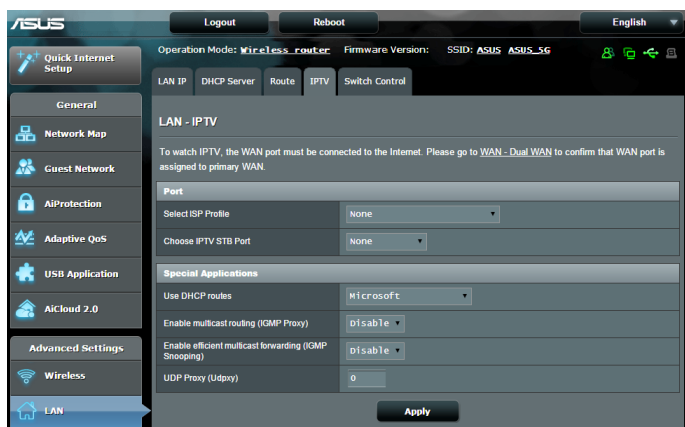 ASUS
Logout
Reboot
English
Quick Internet
Setup
Operation Mode: Wireless router Firmware Version: SSID: ASUS ASUS_5G
LAN IP
DHCP Server
Route
IPTV
Switch Control
General
Network Map
Guest Network
AiProtection
Adaptive QoS
USB Application
AiCloud 2.0
Advanced Settings
Wireless
LAN
LAN - IPTV
To watch IPTV, the WAN port must be connected to the Internet. Please go to WAN - Dual WAN to confirm that WAN port is
assigned to primary WAN.
Port
Select ISP Profile
None
Choose IPTV STB Port
None
Special Applications
Use DHCP routes
Microsoft
Enable multicast routing (IGMP Proxy)
Disable
Enable efficient multicast forwarding (IGMP
Snooping)
Disable
UDP Proxy (Udpxy)
0
Apply